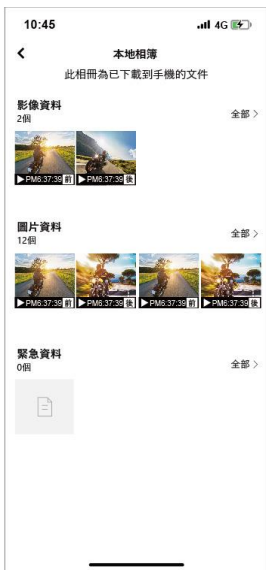 10:45 4G
本地相簿
此相冊為已下載到手機的文件
影像資料
2個
全部
PM6:37:39 前 PM6:37:39 後
圖片資料
12個
全部
PM6:37:39 前 PM6:37:39 後 PM6:37:39 前 PM6:37:39 後
緊急資料
0個
全部